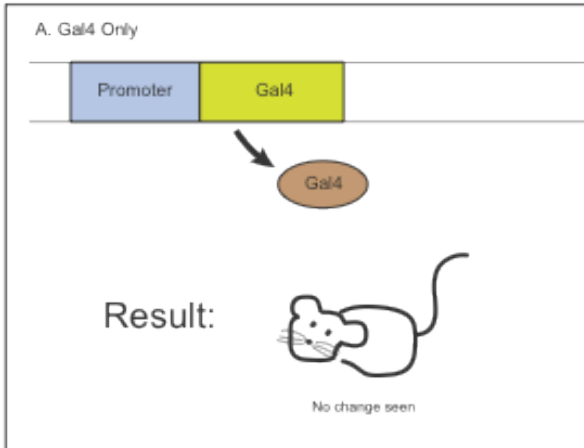 A. Gal4 Only
Promoter Gal4
Gal4
Result:
No change seen